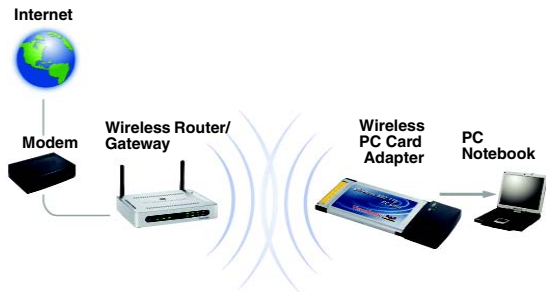 Internet
Modem
Wireless Router/
Gateway
Wireless
PC Card
Adapter
PC
Notebook